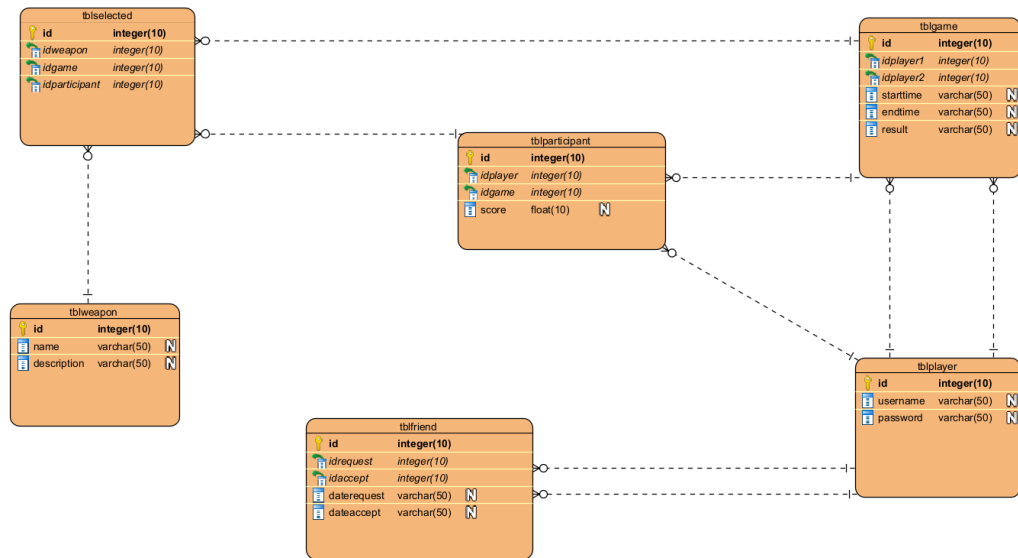 tblselected
id integer(10)
idweapon integer(10)
idgame integer(10)
idparticipant integer(10)
tblgame
id integer(10)
idplayer1 integer(10)
idplayer2 integer(10)
starttime varchar(50) N
endtime varchar(50) N
result varchar(50) N
tblparticipant
id integer(10)
idplayer integer(10)
idgame integer(10)
score float(10) N
tblweapon
id integer(10)
name varchar(50) N
description varchar(50) N
tblplayer
id integer(10)
username varchar(50) N
password varchar(50) N
tblfriend
id integer(10)
idrequest integer(10)
idaccept integer(10)
daterequest varchar(50) N
dateaccept varchar(50) N